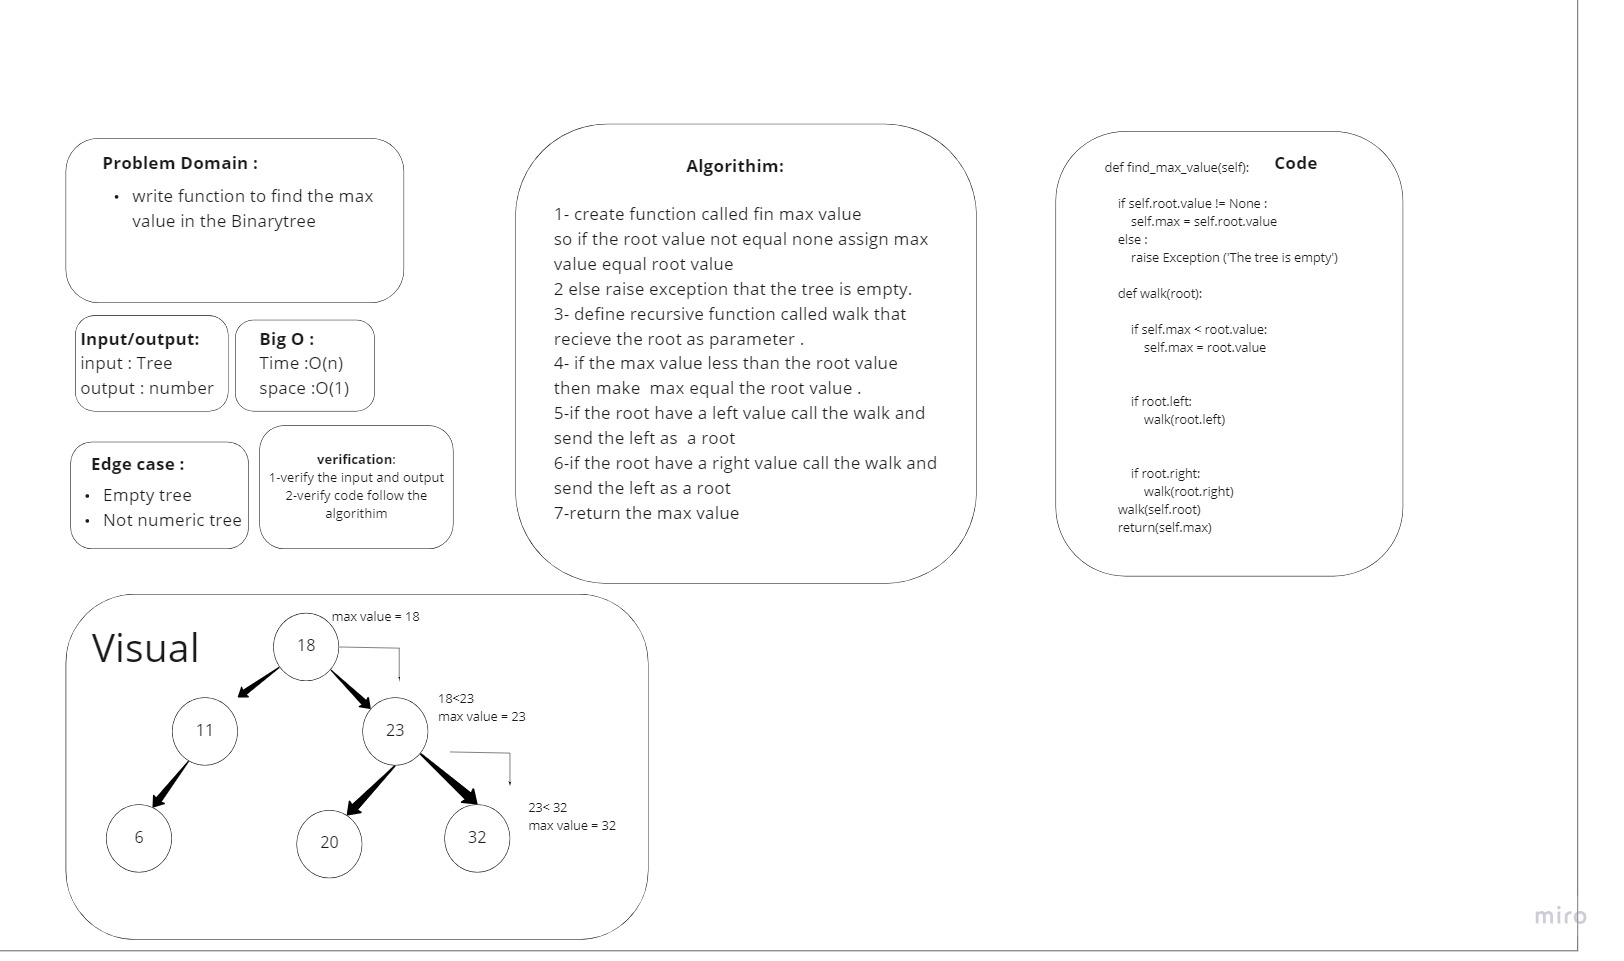 Problem Domain :
• write function to find the max
value in the Binarytree
Input/output:
input : Tree
output : number
Big O :
Time :O(n)
space :O(1)
Edge case :
• Empty tree
• Not numeric tree
verification:
1-verify the input and output
2-verify code follow the
algorithim
Algorithim:
1- create function called fin max value
so if the root value not equal none assign max
value equal root value
2 else raise exception that the tree is empty.
3- define recursive function called walk that
recieve the root as parameter .
4- if the max value less than the root value
then make  max equal the root value .
5-if the root have a left value call the walk and
send the left as  a root
6-if the root have a right value call the walk and
send the left as a root
7-return the max value
Code
def find_max_value(self):
if self.root.value != None :
self.max = self.root.value
else :
raise Exception ('The tree is empty')
def walk(root):
if self.max < root.value:
self.max = root.value
if root.left:
walk(root.left)
if root.right:
walk(root.right)
walk(self.root)
return(self.max)
Visual
max value = 18
18
18<23
max value = 23
11
23
23< 32
max value = 32
6
20
32
miro